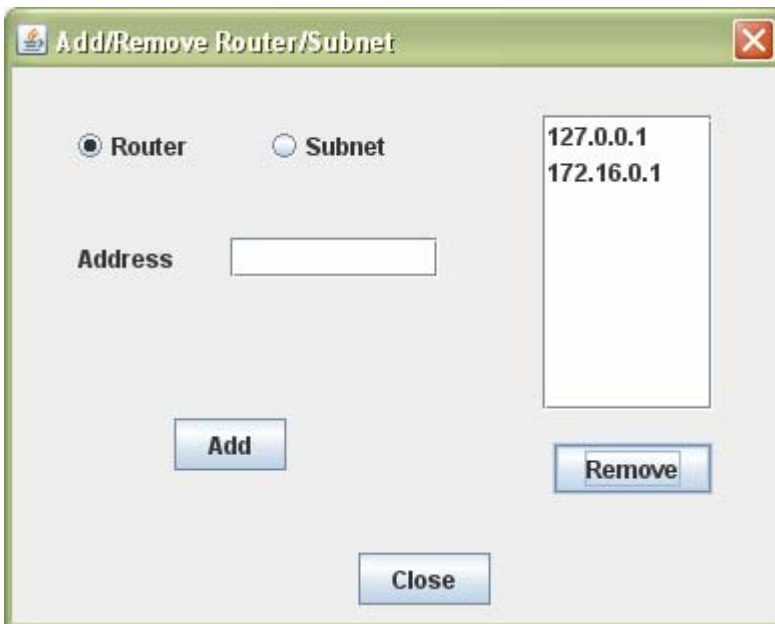 Add/Remove Router/Subnet
Router
Subnet
127.0.0.1
172.16.0.1
Address
Add
Remove
Close